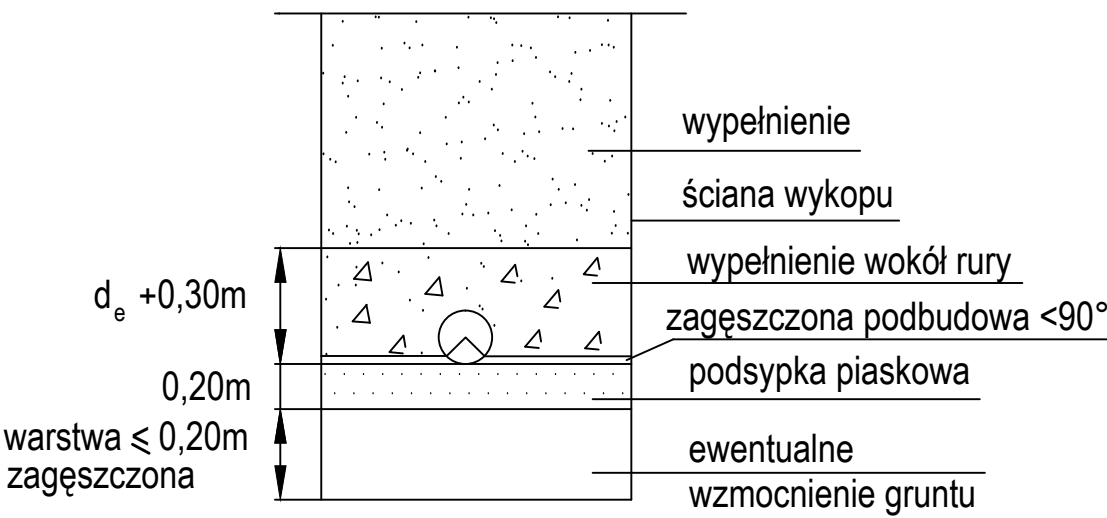 wypełnienie
ściana wykopu
wypełnienie wokół rury
d_e +0,30m
zagęszczona podbudowa <90°
podsypka piaskowa
0,20m
warstwa ⩽ 0,20m
zagęszczona
ewentualne
wzmocnienie gruntu